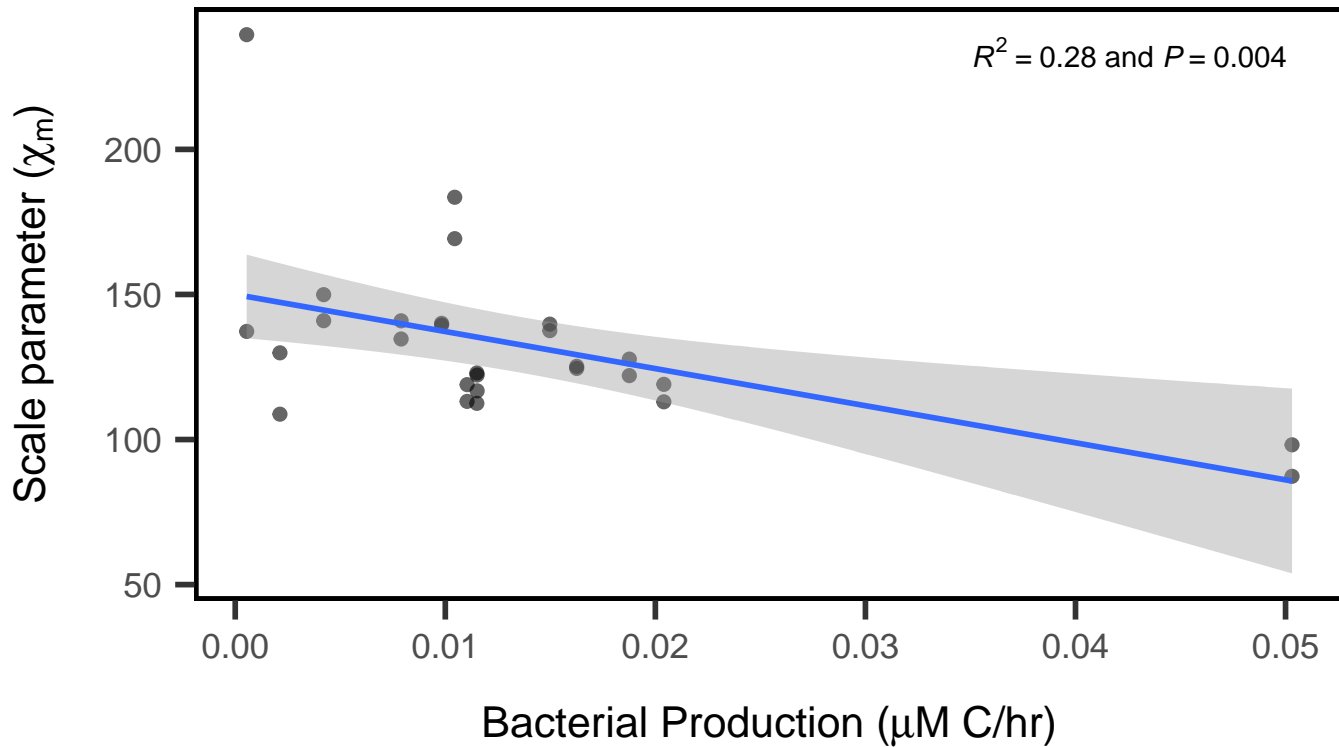 R² = 0.28 and P = 0.004
Scale parameter (χₘ)
200
150
100
50
0.00 0.01 0.02 0.03 0.04 0.05
Bacterial Production (μM C/hr)